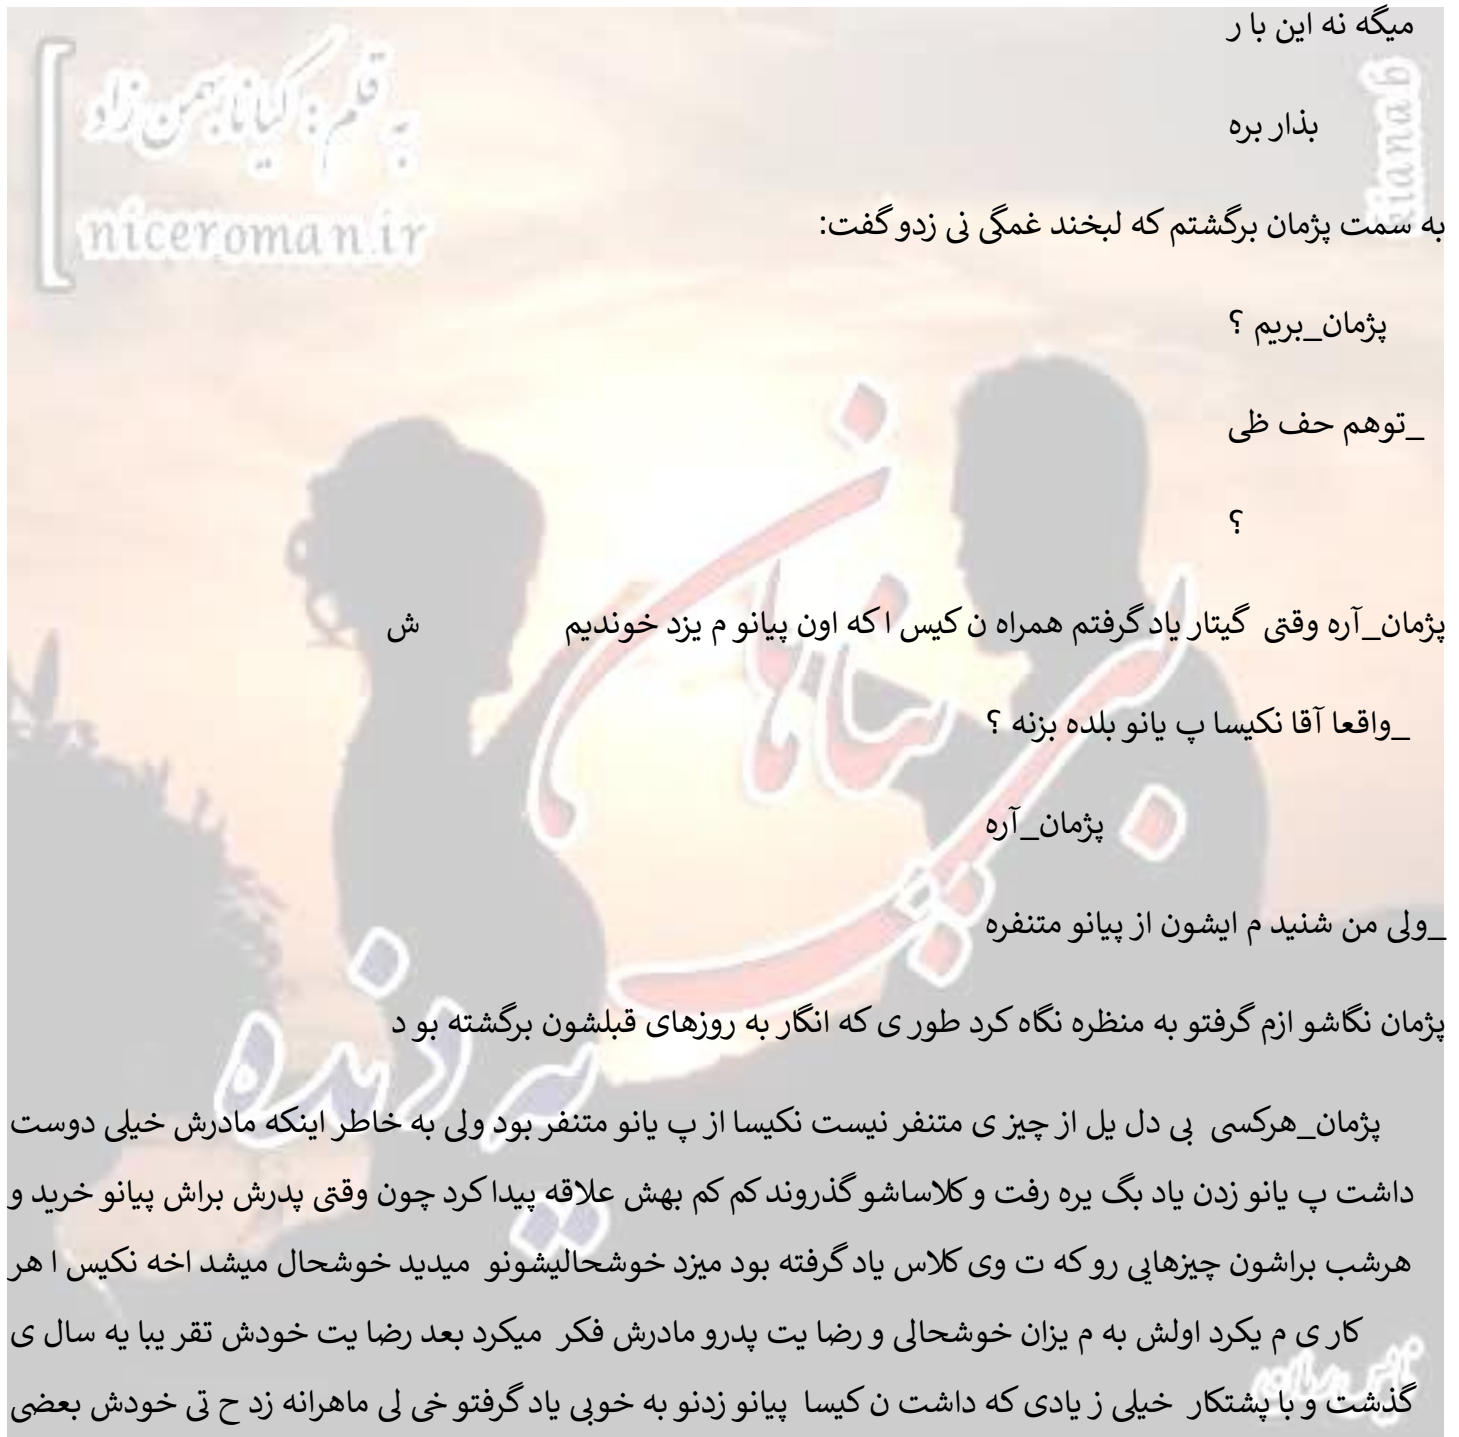 میگه نه این با ر
بذار بره
به سمت پژمان برگشتم که لبخند غمگی نی زدو گفت:
پژمان_بریم ؟
_توهم حف ظی
؟
پژمان_آره وقتی گیتار یاد گرفتم همراه ن کیس ا که اون پیانو م یزد خوندیم ش
_واقعا آقا نکیسا پ یانو بلده بزنه ؟
پژمان_آره
_ولی من شنید م ایشون از پیانو متنفره
پژمان نگاشو ازم گرفتو به منظره نگاه کرد طور ی که انگار به روزهای قبلشون برگشته بو د
پژمان_هرکسی بی دل یل از چیز ی متنفر نیست نکیسا از پ یانو متنفر بود ولی به خاطر اینکه مادرش خیلی دوست
داشت پ یانو زدن یاد بگ یره رفت و کلاساشو گذروند کم کم بهش علاقه پیدا کرد چون وقتی پدرش براش پیانو خرید و
هرشب براشون چیزهایی رو که ت وی کلاس یاد گرفته بود میزد خوشحالیشونو میدید خوشحال میشد اخه نکیس ا هر
کار ی م یکرد اولش به م یزان خوشحالی و رضا یت پدرو مادرش فکر میکرد بعد رضا یت خودش تقر یبا یه سال ی
گذشت و با پشتکار خیلی ز یادی که داشت ن کیسا پیانو زدنو به خوبی یاد گرفتو خی لی ماهرانه زد ح تی خودش بعضی
به قلم : کیانا بهمن زاد
niceroman.ir
kiana.b